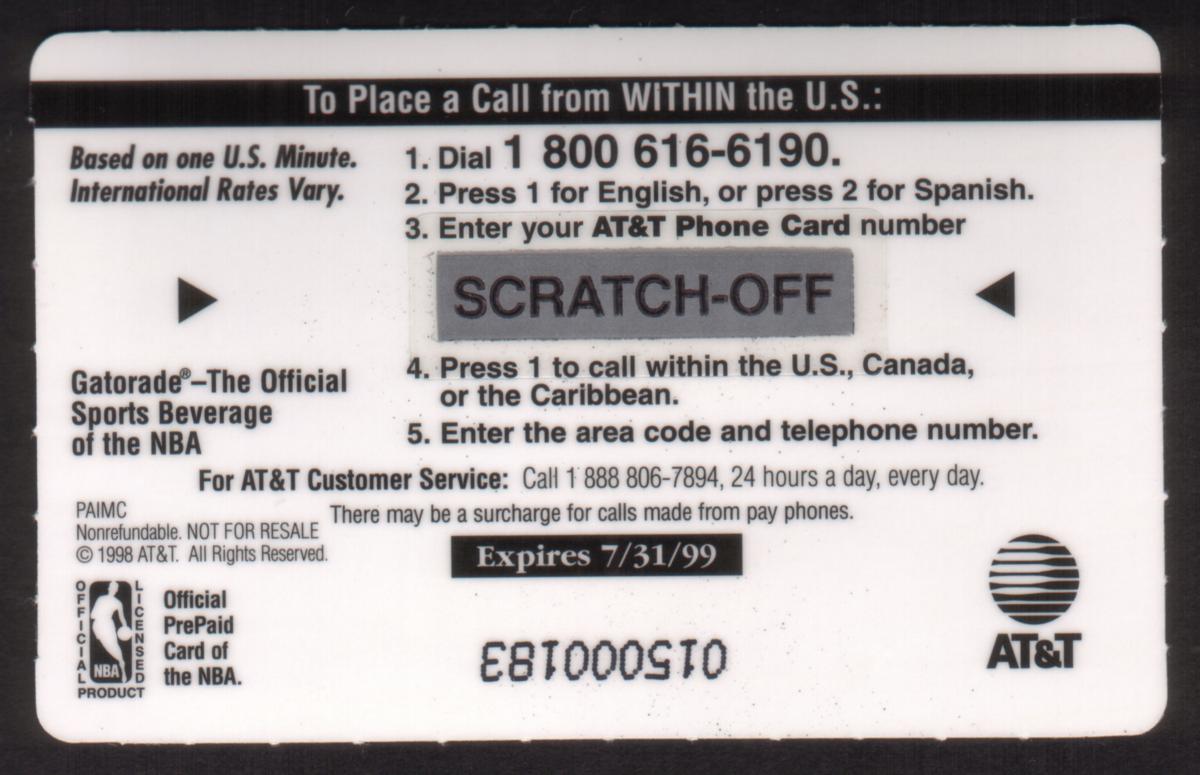 To Place a Call from WITHIN the U.S.:
Based on one U.S. Minute.
International Rates Vary.
1. Dial 1 800 616-6190.
2. Press 1 for English, or press 2 for Spanish.
3. Enter your AT&T Phone Card number
SCRATCH-OFF
4. Press 1 to call within the U.S., Canada,
or the Caribbean.
5. Enter the area code and telephone number.
Gatorade®–The Official
Sports Beverage
of the NBA
For AT&T Customer Service: Call 1 888 806-7894, 24 hours a day, every day.
There may be a surcharge for calls made from pay phones.
PAIMC
Nonrefundable. NOT FOR RESALE
© 1998 AT&T. All Rights Reserved.
Expires 7/31/99
OFFICIAL
LICENSED
NBA
PRODUCT
Official
PrePaid
Card of
the NBA.
0150000183
AT&T